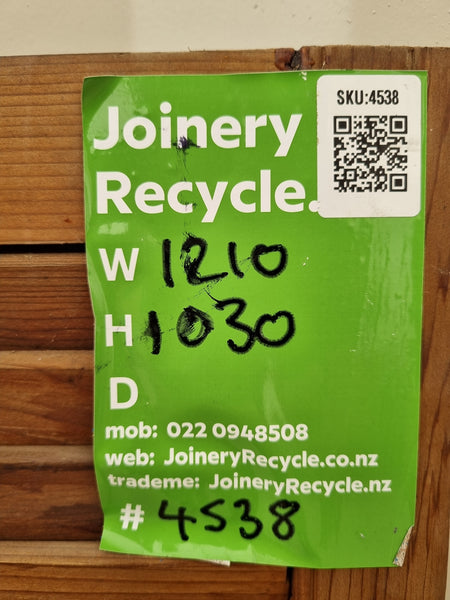 SKU:4538
Joinery
Recycle.
W 1210
H 1030
D
mob: 022 0948508
web: JoineryRecycle.co.nz
trademe: JoineryRecycle.nz
# 4538